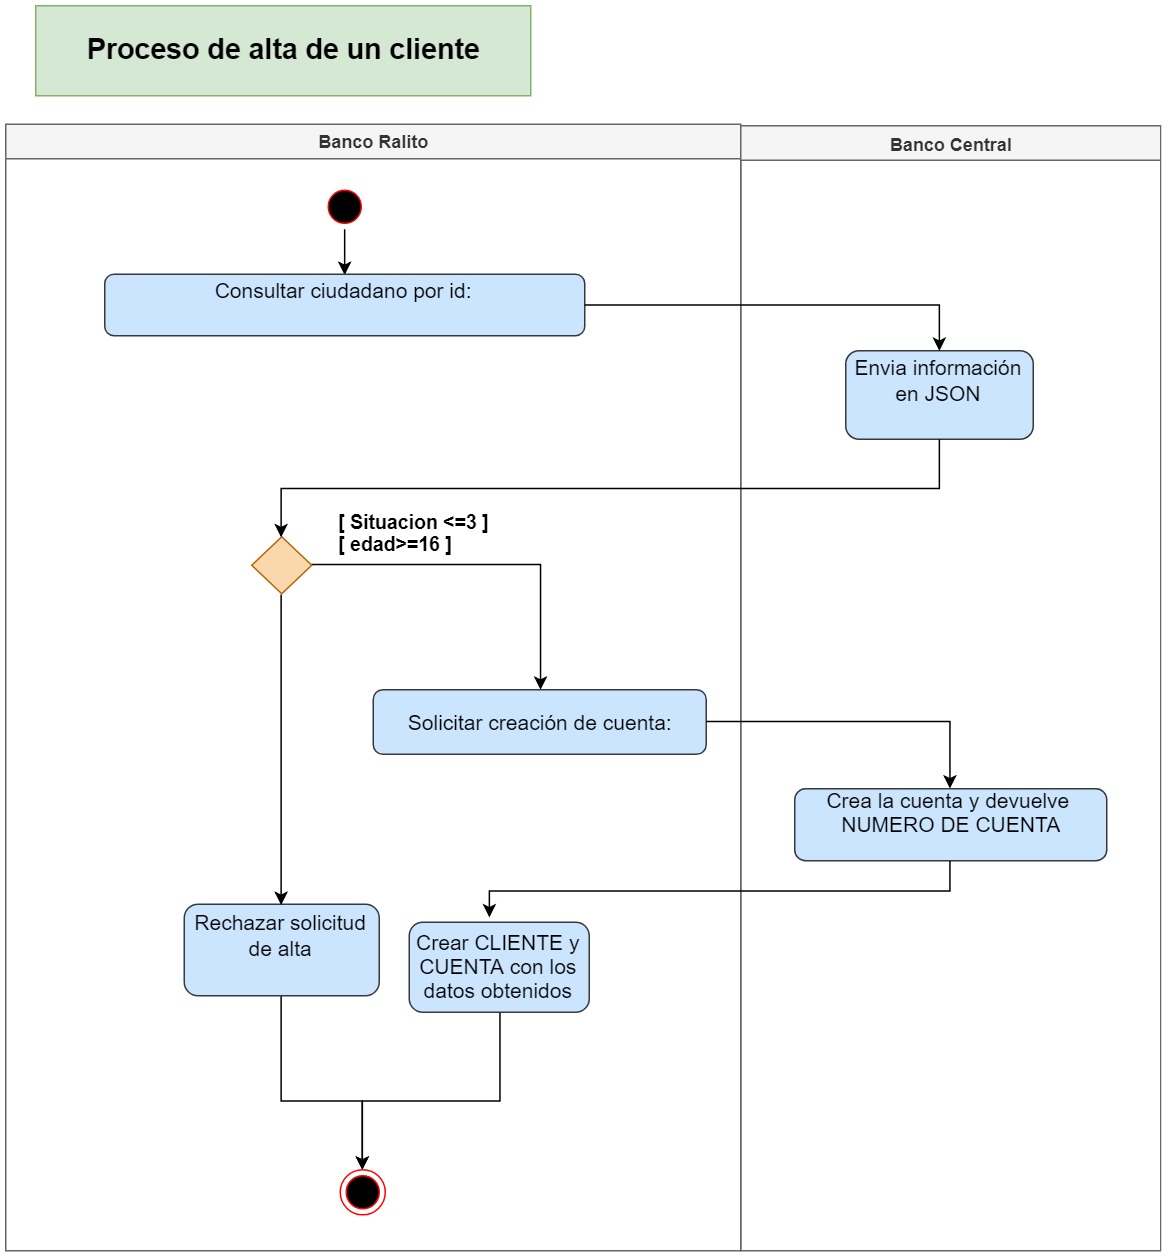 Proceso de alta de un cliente
Banco Ralito
Banco Central
Consultar ciudadano por id:
Envia información
en JSON
[ Situacion <=3 ]
[ edad>=16 ]
Solicitar creación de cuenta:
Crea la cuenta y devuelve
NUMERO DE CUENTA
Rechazar solicitud
de alta
Crear CLIENTE y
CUENTA con los
datos obtenidos